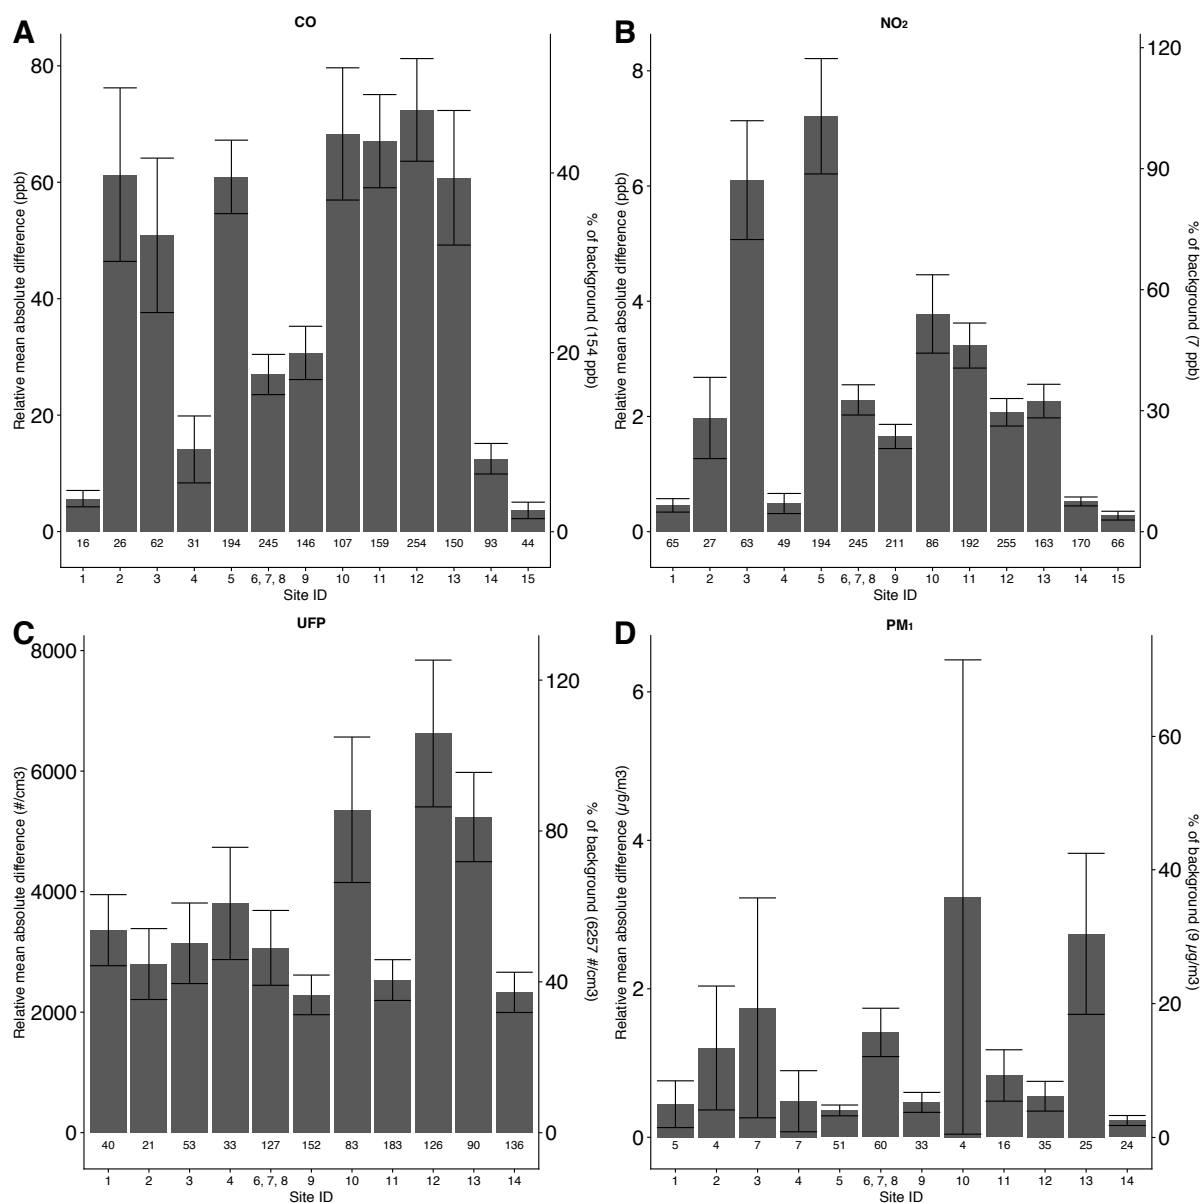 A
CO
80
60
40
20
0
Relative mean absolute difference (ppb)
40
20
0
% of background (154 ppb)
16 26 62 31 194 245 146 107 159 254 150 93 44
1 2 3 4 5 6, 7, 8 9 10 11 12 13 14 15
Site ID
B
NO2
8
6
4
2
0
Relative mean absolute difference (ppb)
120
90
60
30
0
% of background (7 ppb)
65 27 63 49 194 245 211 86 192 255 163 170 66
1 2 3 4 5 6, 7, 8 9 10 11 12 13 14 15
Site ID
C
UFP
8000
6000
4000
2000
0
Relative mean absolute difference (#/cm3)
120
80
40
0
% of background (6257 #/cm3)
40 21 53 33 127 152 83 183 126 90 136
1 2 3 4 6, 7, 8 9 10 11 12 13 14
Site ID
D
PM1
6
4
2
0
Relative mean absolute difference (µg/m3)
60
40
20
0
% of background (9 µg/m3)
5 4 7 7 51 60 33 4 16 35 25 24
1 2 3 4 5 6, 7, 8 9 10 11 12 13 14
Site ID